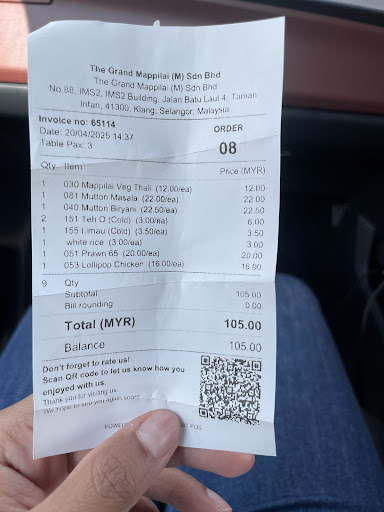 The Grand Mappilai (M) Sdn Bhd
The Grand Mappilai (M) Sdn Bhd
No 88, IMS2, IMS2 Building, Jalan Batu Laut 4, Taman
Intan, 41300, Klang, Selangor, Malaysia
Invoice no: 65114
Date: 20/04/2025 14:37
Table Pax: 3
ORDER
08
Qty Item Price (MYR)
1 030 Mappilai Veg Thali (12.00/ea) 12.00
1 081 Mutton Masala (22.00/ea) 22.00
1 040 Mutton Biryani (22.50/ea) 22.50
2 151 Teh O (Cold) (3.00/ea) 6.00
1 155 Limau (Cold) (3.50/ea) 3.50
1 white rice (3.00/ea) 3.00
1 051 Prawn 65 (20.00/ea) 20.00
1 053 Lollipop Chicken (16.00/ea) 16.00
9 Qty
Subtotal 105.00
Bill rounding 0.00
Total (MYR) 105.00
Balance 105.00
Don't forget to rate us!
Scan QR code to let us know how you
enjoyed with us.
Thank you for visiting us.
We hope to see you again soon!
POS